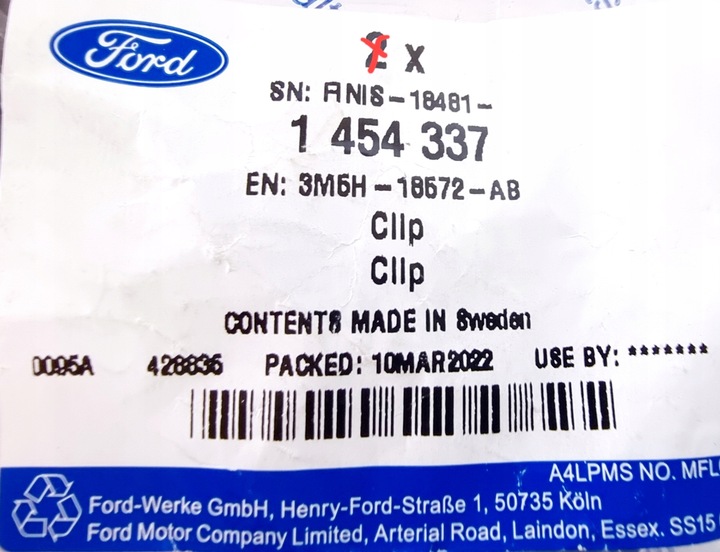 Ford
2 x
SN: FINIS-18481-
1 454 337
EN: 3M5H-18572-AB
Clip
Clip
CONTENTS MADE IN Sweden
0095A 428836 PACKED: 10MAR2022 USE BY: *******
A4LPMS NO. MFL
Ford-Werke GmbH, Henry-Ford-Straße 1, 50735 Köln
Ford Motor Company Limited, Arterial Road, Laindon, Essex. SS15